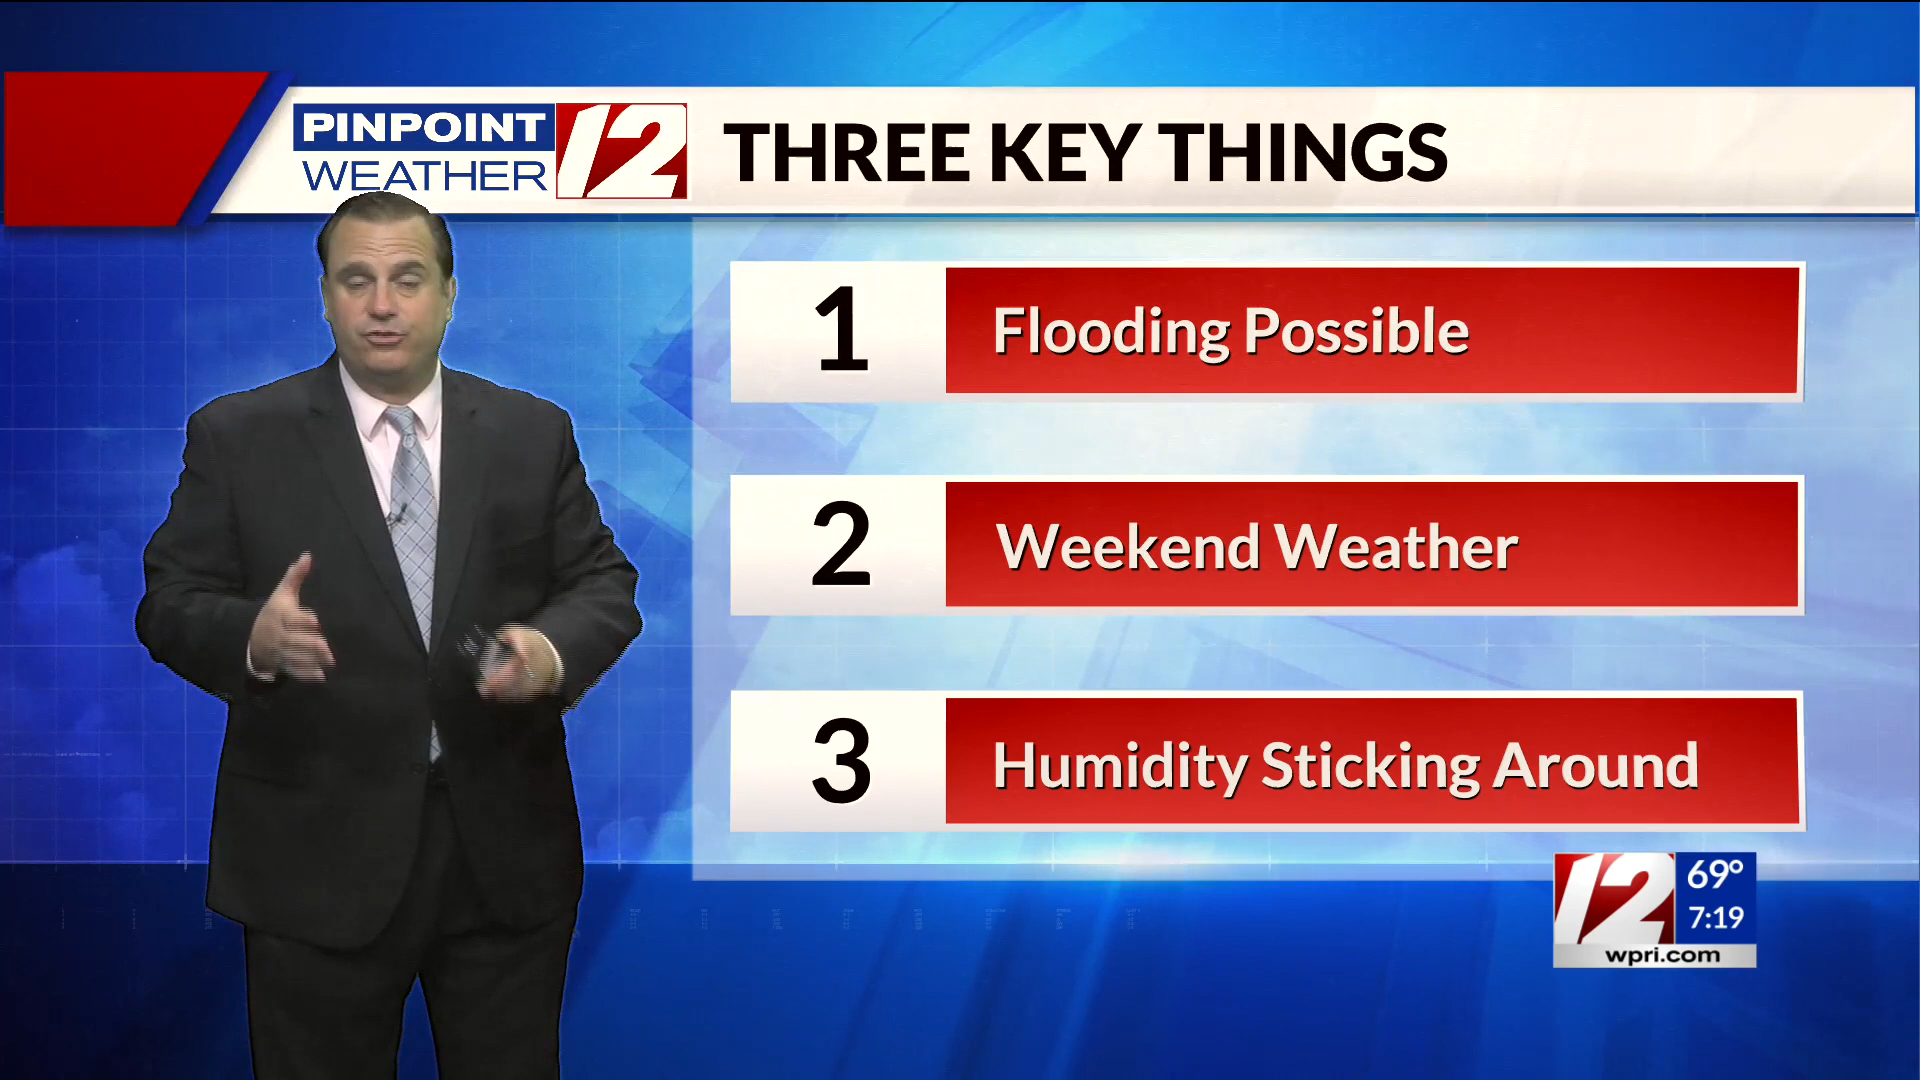 PINPOINT
WEATHER
12
THREE KEY THINGS
1
Flooding Possible
2
Weekend Weather
3
Humidity Sticking Around
12
69°
7:19
wpri.com